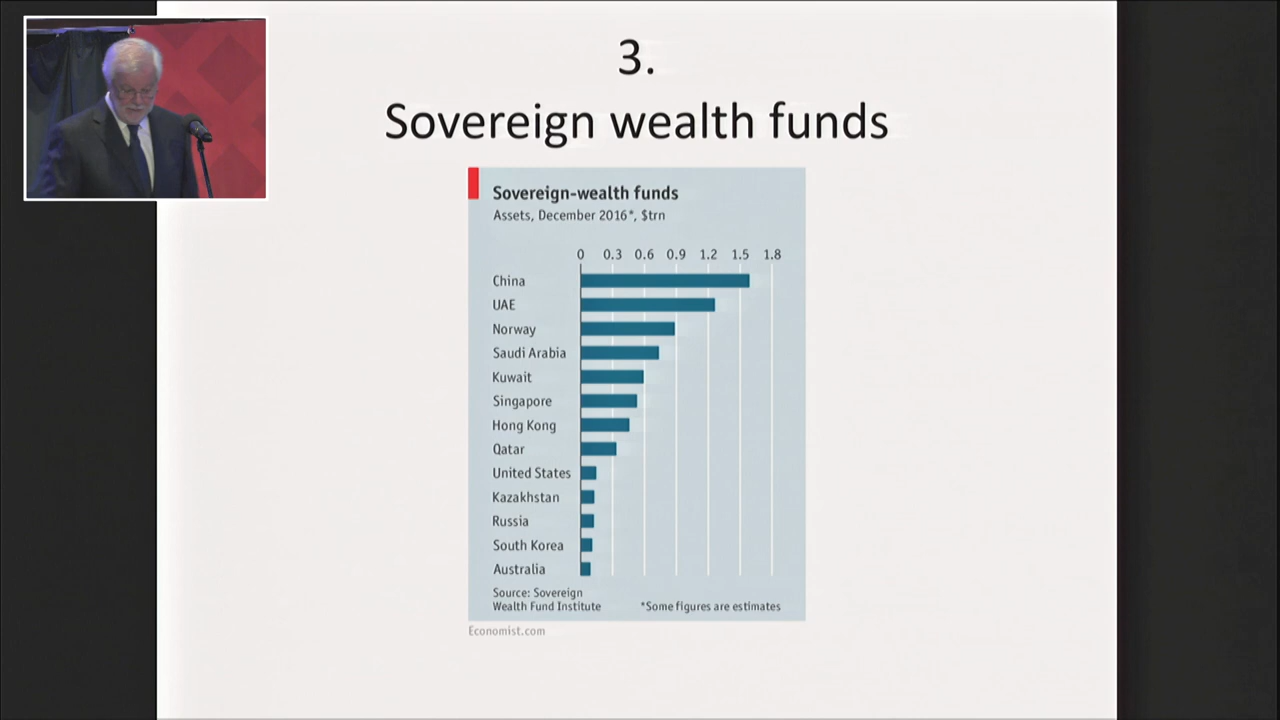 3.
Sovereign wealth funds
Sovereign-wealth funds
Assets, December 2016*, $trn
0 0.3 0.6 0.9 1.2 1.5 1.8
China
UAE
Norway
Saudi Arabia
Kuwait
Singapore
Hong Kong
Qatar
United States
Kazakhstan
Russia
South Korea
Australia
Source: Sovereign
Wealth Fund Institute *Some figures are estimates
Economist.com